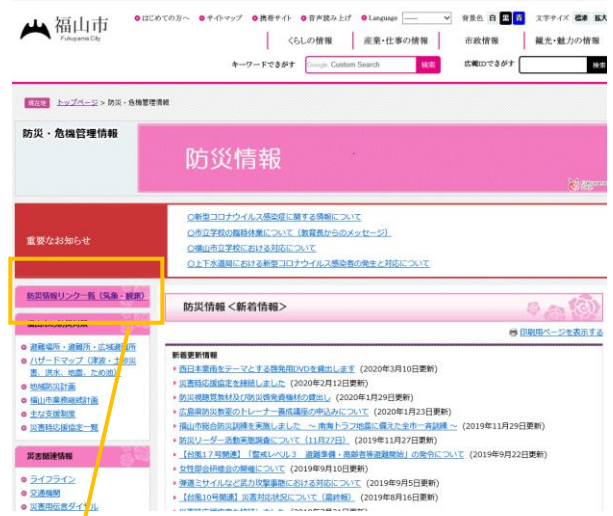 福山市
Fukuyama City
はじめての方へ サイトマップ 携帯サイト 音声読み上げ Language 背景色 白 黒 青 文字サイズ 標準 拡大
くらしの情報 産業・仕事の情報 市政情報 観光・魅力の情報
キーワードでさがす Google Custom Search 検索 広報IDでさがす 検索
現在地 トップページ > 防災・危機管理情報
防災・危機管理情報
防災情報
重要なお知らせ
○新型コロナウイルス感染症に関する情報について
○市立学校の臨時休業について（教育長からのメッセージ）
○福山市立学校における対応について
○上下水道局における新型コロナウイルス感染者の発生と対応について
防災情報リンク一覧（気象・観測）
福山市の防災対策
避難場所・避難所・広域避難所
ハザードマップ（津波・土砂災
害、洪水、地震、ため池）
地域防災計画
福山市業務継続計画
主な支援制度
災害時応援協定一覧
災害関連情報
ライフライン
交通機関
災害用伝言ダイヤル
防災情報＜新着情報＞
印刷用ページを表示する
新着更新情報
西日本豪雨をテーマとする啓発用DVDを貸出します (2020年3月10日更新)
災害時応援協定を締結しました (2020年2月12日更新)
防災視聴覚教材及び防災啓発資機材の貸出し (2020年1月29日更新)
広島県防災教室のトレーナー養成講座の申込みについて (2020年1月23日更新)
福山市総合防災訓練を実施しました ～ 南海トラフ地震に備えた全市一斉訓練 ～ (2019年11月29日更新)
防災リーダー活動実態調査について（11月27日） (2019年11月27日更新)
【台風17号関連】「警戒レベル3 避難準備・高齢者等避難開始」の発令について (2019年9月22日更新)
女性部会研修会の開催について (2019年9月10日更新)
弾道ミサイルなど武力攻撃事態における対応について (2019年9月5日更新)
【台風10号関連】災害対応状況について（最終報） (2019年8月16日更新)